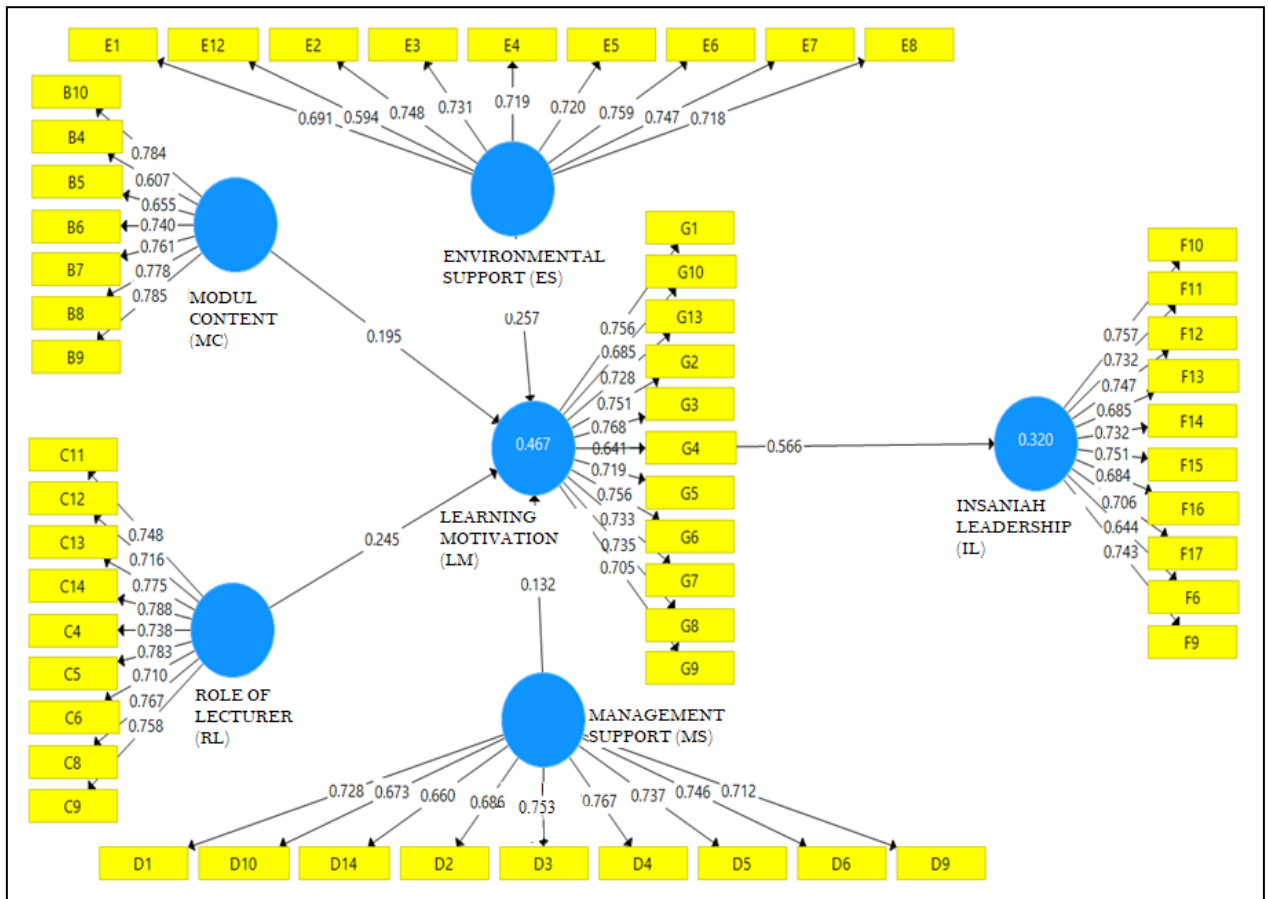 E1 E12 E2 E3 E4 E5 E6 E7 E8
0.691 0.594 0.748 0.731 0.719 0.720 0.759 0.747 0.718
B10
B4
B5
B6
B7
B8
B9
0.784
0.607
0.655
0.740
0.761
0.778
0.785
MODUL
CONTENT
(MC)
ENVIRONMENTAL
SUPPORT (ES)
0.195
0.257
G1
G10
G13
G2
G3
G4
G5
G6
G7
G8
G9
0.756
0.685
0.728
0.751
0.768
0.641
0.719
0.756
0.733
0.735
0.705
0.467
LEARNING
MOTIVATION
(LM)
0.566
F10
F11
F12
F13
F14
F15
F16
F17
F6
F9
0.757
0.732
0.747
0.685
0.732
0.751
0.684
0.706
0.644
0.743
0.320
INSANIAH
LEADERSHIP
(IL)
C11
C12
C13
C14
C4
C5
C6
C8
C9
0.748
0.716
0.775
0.788
0.738
0.783
0.710
0.767
0.758
0.245
ROLE OF
LECTURER
(RL)
0.132
MANAGEMENT
SUPPORT (MS)
0.728 0.673 0.660 0.686 0.753 0.767 0.737 0.746 0.712
D1 D10 D14 D2 D3 D4 D5 D6 D9